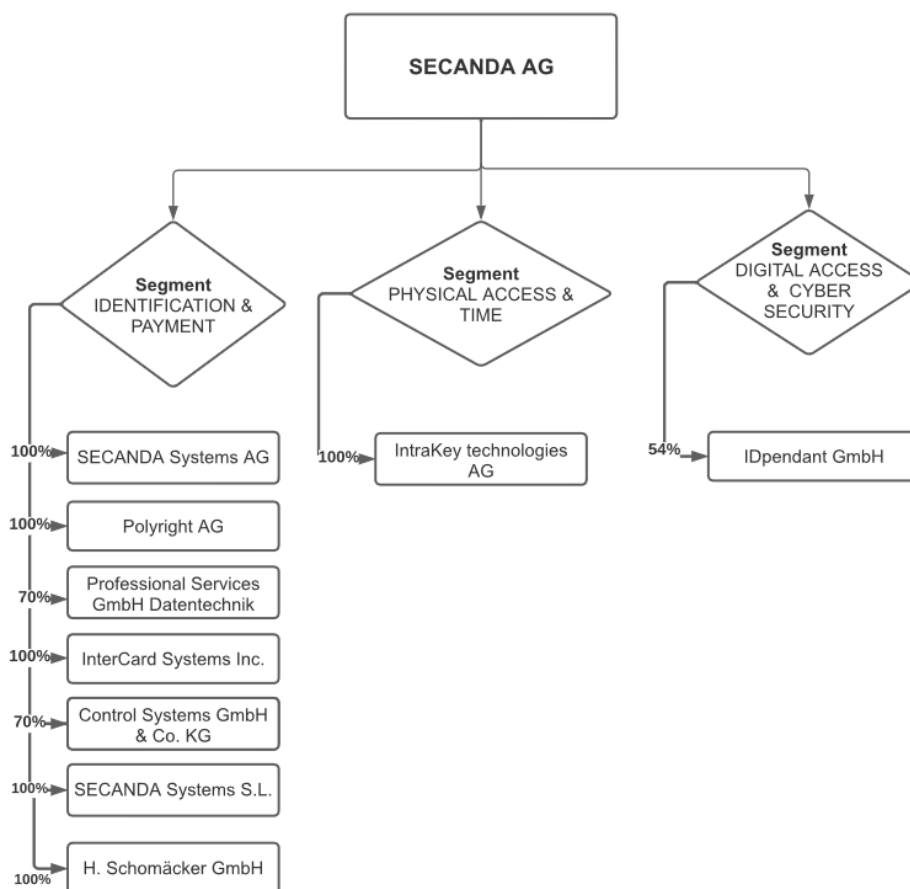 SECANDA AG
Segment
IDENTIFICATION &
PAYMENT
Segment
PHYSICAL ACCESS &
TIME
Segment
DIGITAL ACCESS
& CYBER
SECURITY
100%
SECANDA Systems AG
100%
IntraKey technologies
AG
54%
IDpendant GmbH
100%
Polyright AG
70%
Professional Services
GmbH Datentechnik
100%
InterCard Systems Inc.
70%
Control Systems GmbH
& Co. KG
100%
SECANDA Systems S.L.
100%
H. Schomäcker GmbH